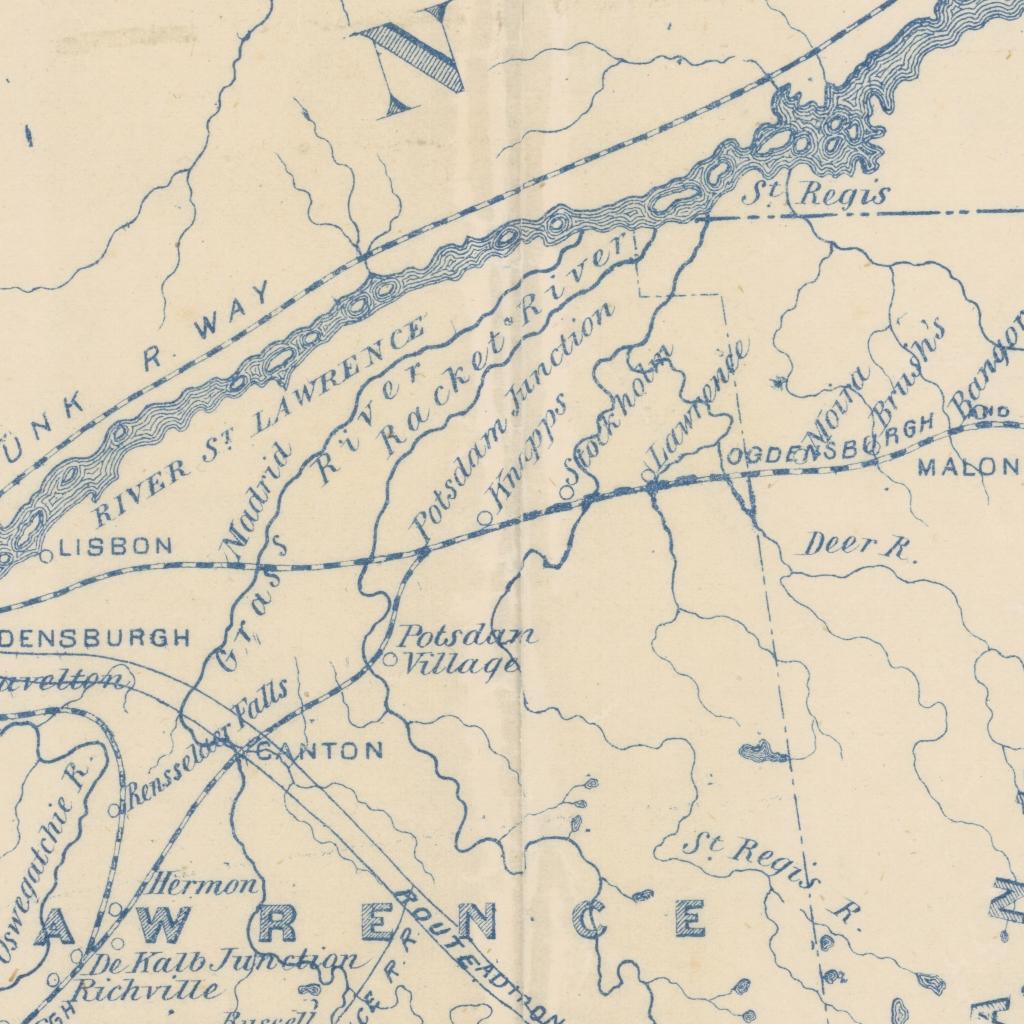 N
St. Regis
R. WAY
UNK
RIVER ST. LAWRENCE
Racket River
Grass River
Madrid
Potsdam Junction
Knapps
Stockholm
Lawrence
Moira
Brush's
Bangor
OGDENSBURGH AND
MALON
LISBON
Deer R.
DENSBURGH
Potsdam
Village
avelton
Rensselaer Falls
CANTON
Oswegatchie R.
St. Regis R.
Hermon
AWRENCE
ROUTE
De Kalb Junction
Richville
Russell
R.R.